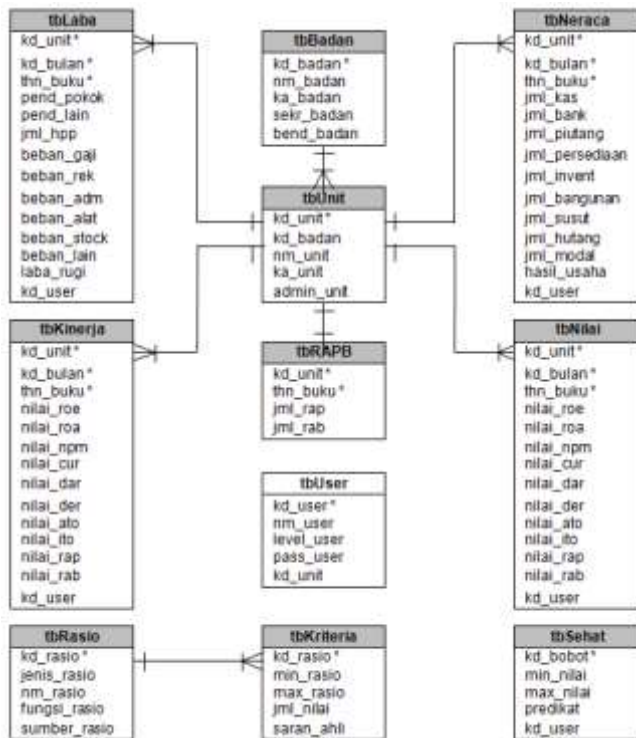 tbLaba
kd_unit*
kd_bulan*
thn_buku*
pend_pokok
pend_lain
jml_hpp
beban_gaji
beban_rek
beban_adm
beban_alat
beban_stock
beban_lain
laba_rugi
kd_user
tbBadan
kd_badan*
nm_badan
ka_badan
sekr_badan
bend_badan
tbNeraca
kd_unit*
kd_bulan*
thn_buku*
jml_kas
jml_bank
jml_piutang
jml_persediaan
jml_invent
jml_bangunan
jml_susut
jml_hutang
jml_modal
hasil_usaha
kd_user
tbUnit
kd_unit*
kd_badan
nm_unit
ka_unit
admin_unit
tbKinerja
kd_unit*
kd_bulan*
thn_buku*
nilai_roe
nilai_roa
nilai_npm
nilai_cur
nilai_dar
nilai_der
nilai_ato
nilai_ito
nilai_rap
nilai_rab
kd_user
tbRAPB
kd_unit*
thn_buku*
jml_rap
jml_rab
tbNilai
kd_unit*
kd_bulan*
thn_buku*
nilai_roe
nilai_roa
nilai_npm
nilai_cur
nilai_dar
nilai_der
nilai_ato
nilai_ito
nilai_rap
nilai_rab
kd_user
tbUser
kd_user*
nm_user
level_user
pass_user
kd_unit
tbRasio
kd_rasio*
jenis_rasio
nm_rasio
fungsi_rasio
sumber_rasio
tbKriteria
kd_rasio*
min_rasio
max_rasio
jml_nilai
saran_ahli
tbSehat
kd_bobot*
min_nilai
max_nilai
predikat
kd_user